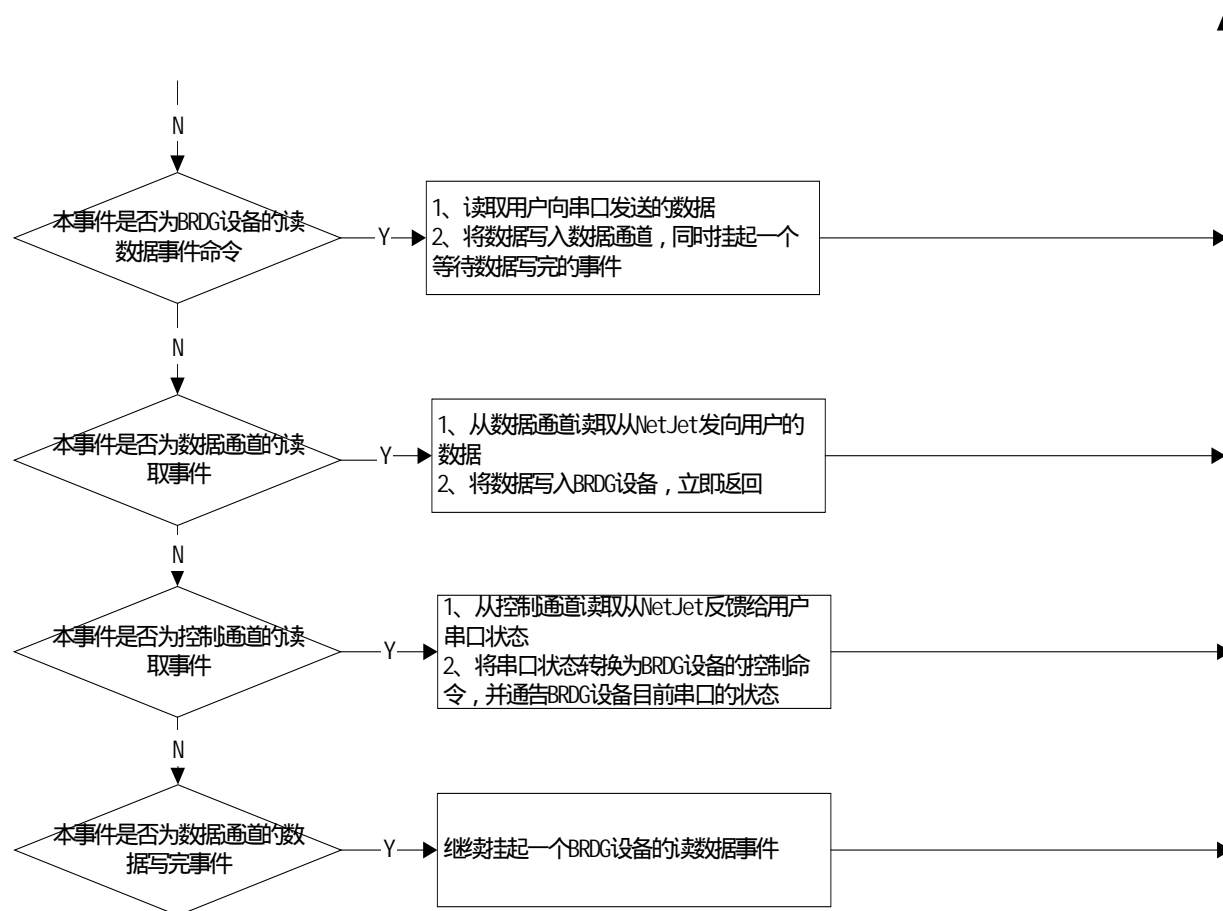 N
本事件是否为BRDG设备的读
数据事件命令
Y
1、读取用户向串口发送的数据
2、将数据写入数据通道，同时挂起一个
等待数据写完的事件
N
本事件是否为数据通道的读
取事件
Y
1、从数据通道读取从NetJet发向用户的
数据
2、将数据写入BRDG设备，立即返回
N
本事件是否为控制通道的读
取事件
Y
1、从控制通道读取从NetJet反馈给用户
串口状态
2、将串口状态转换为BRDG设备的控制命
令，并通告BRDG设备目前串口的状态
N
本事件是否为数据通道的数
据写完事件
Y
继续挂起一个BRDG设备的读数据事件